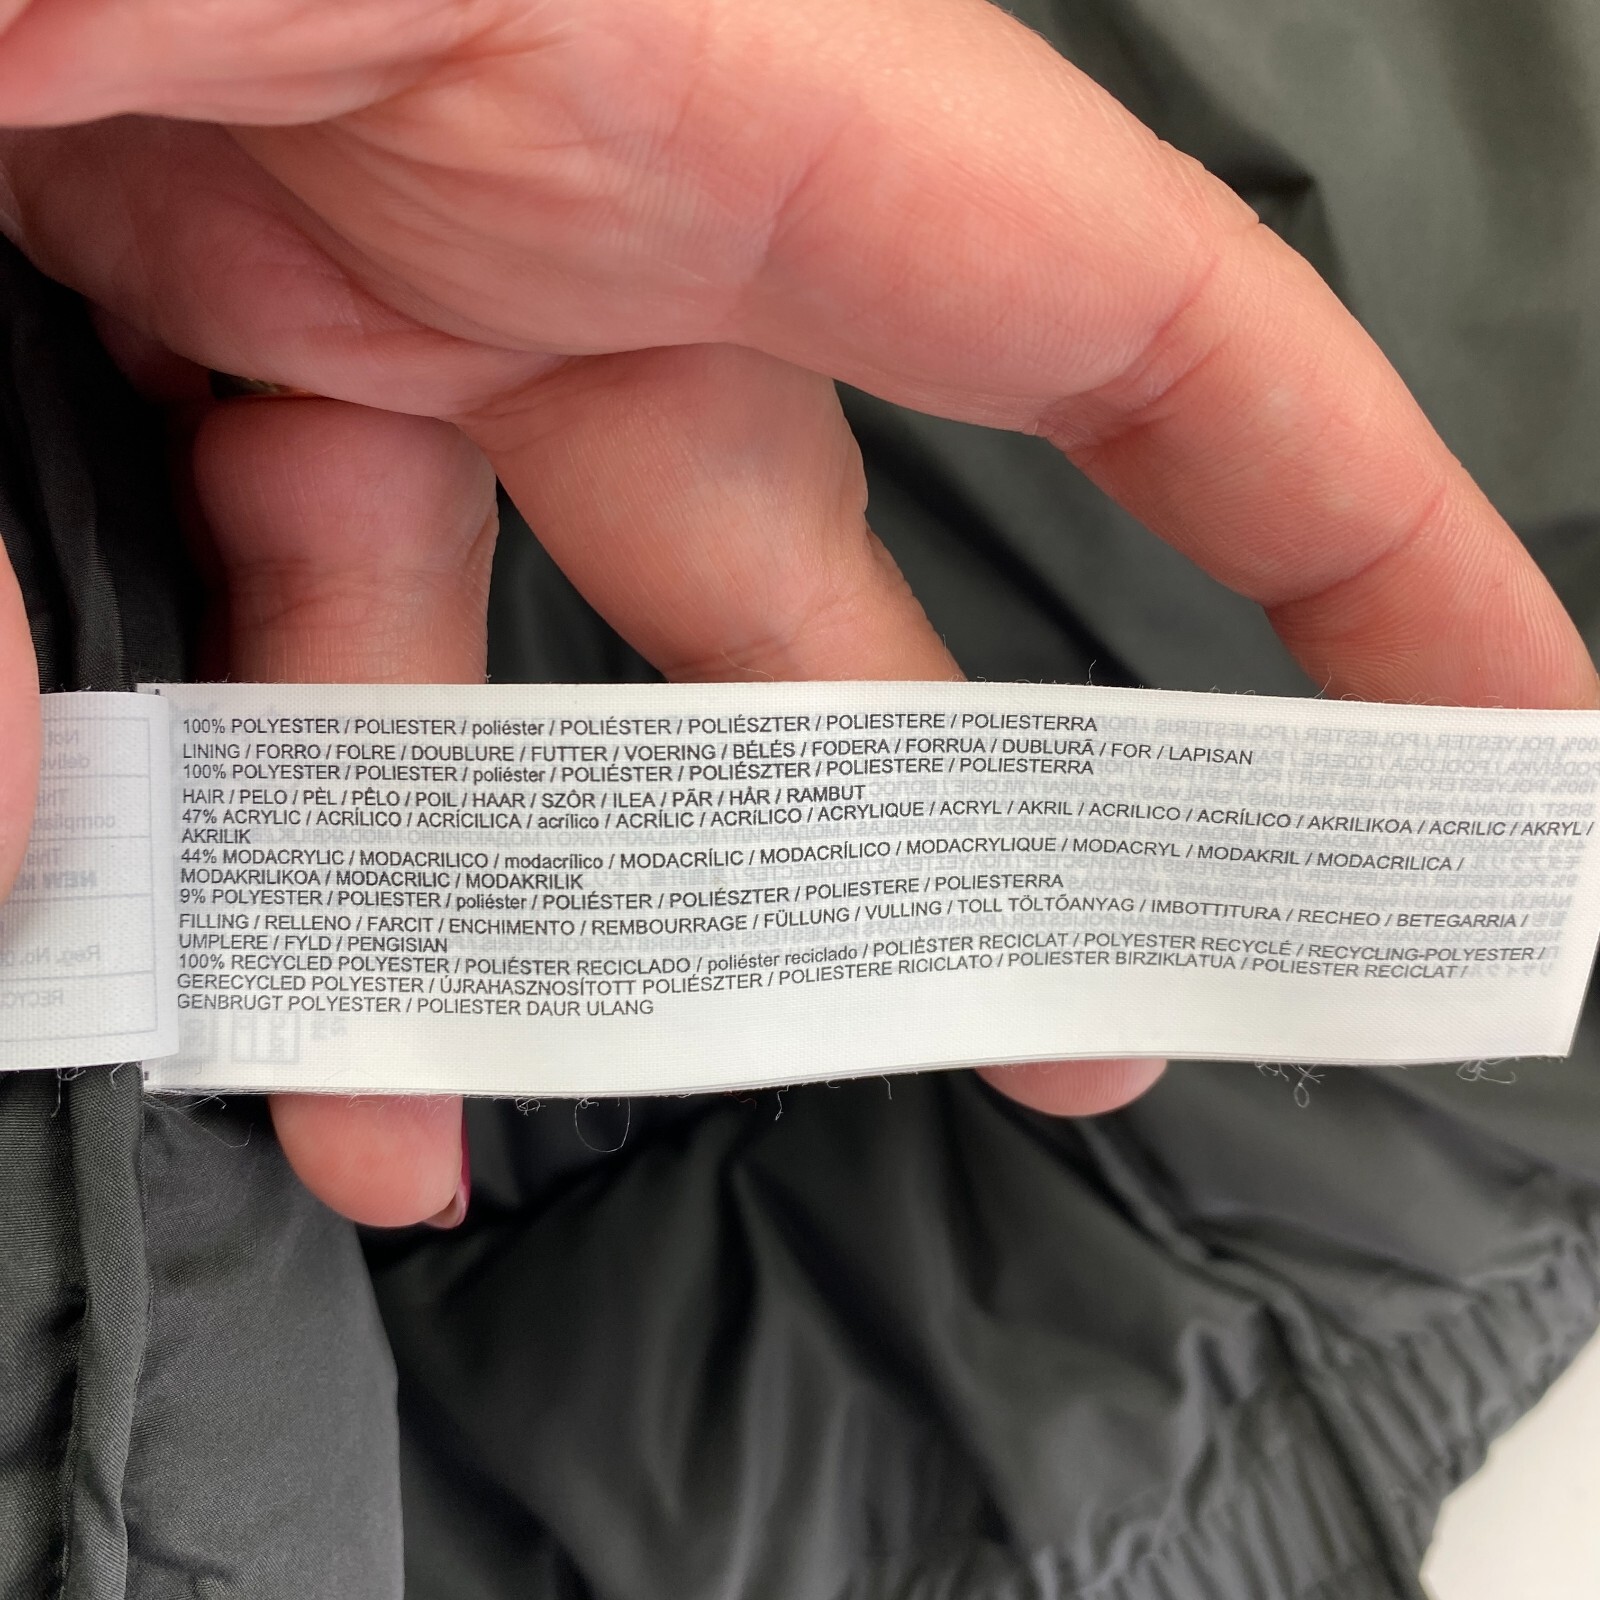 100% POLYESTER / POLIESTER / poliéster / POLIÉSTER / POLIÉSZTER / POLIESTERE / POLIESTERRA
LINING / FORRO / FOLRE / DOUBLURE / FUTTER / VOERING / BÉLÉS / FODERA / FORRUA / DUBLURĂ / FOR / LAPISAN
100% POLYESTER / POLIESTER / poliéster / POLIÉSTER / POLIÉSZTER / POLIESTERE / POLIESTERRA
HAIR / PELO / PÈL / PÊLO / POIL / HAAR / SZŐR / ILEA / PĂR / HÅR / RAMBUT
47% ACRYLIC / ACRÍLICO / ACRÍCILICA / acrílico / ACRÍLIC / ACRÍLICO / ACRYLIQUE / ACRYL / AKRIL / ACRILICO / ACRÍLICO / AKRILIKOA / ACRILIC / AKRYL /
AKRILIK
44% MODACRYLIC / MODACRILICO / modacrílico / MODACRÍLIC / MODACRÍLICO / MODACRYLIQUE / MODACRYL / MODAKRIL / MODACRILICA /
MODAKRILIKOA / MODACRILIC / MODAKRILIK
9% POLYESTER / POLIESTER / poliéster / POLIÉSTER / POLIÉSZTER / POLIESTERE / POLIESTERRA
FILLING / RELLENO / FARCIT / ENCHIMENTO / REMBOURRAGE / FÜLLUNG / VULLING / TOLL TÖLTŐANYAG / IMBOTTITURA / RECHEO / BETEGARRIA /
UMPLERE / FYLD / PENGISIAN
100% RECYCLED POLYESTER / POLIÉSTER RECICLADO / poliéster reciclado / POLIÈSTER RECICLAT / POLYESTER RECYCLÉ / RECYCLING-POLYESTER /
GERECYCLED POLYESTER / ÚJRAHASZNOSÍTOTT POLIÉSZTER / POLIESTERE RICICLATO / POLIESTER BIRZIKLATUA / POLIESTER RECICLAT /
GENBRUGT POLYESTER / POLIESTER DAUR ULANG